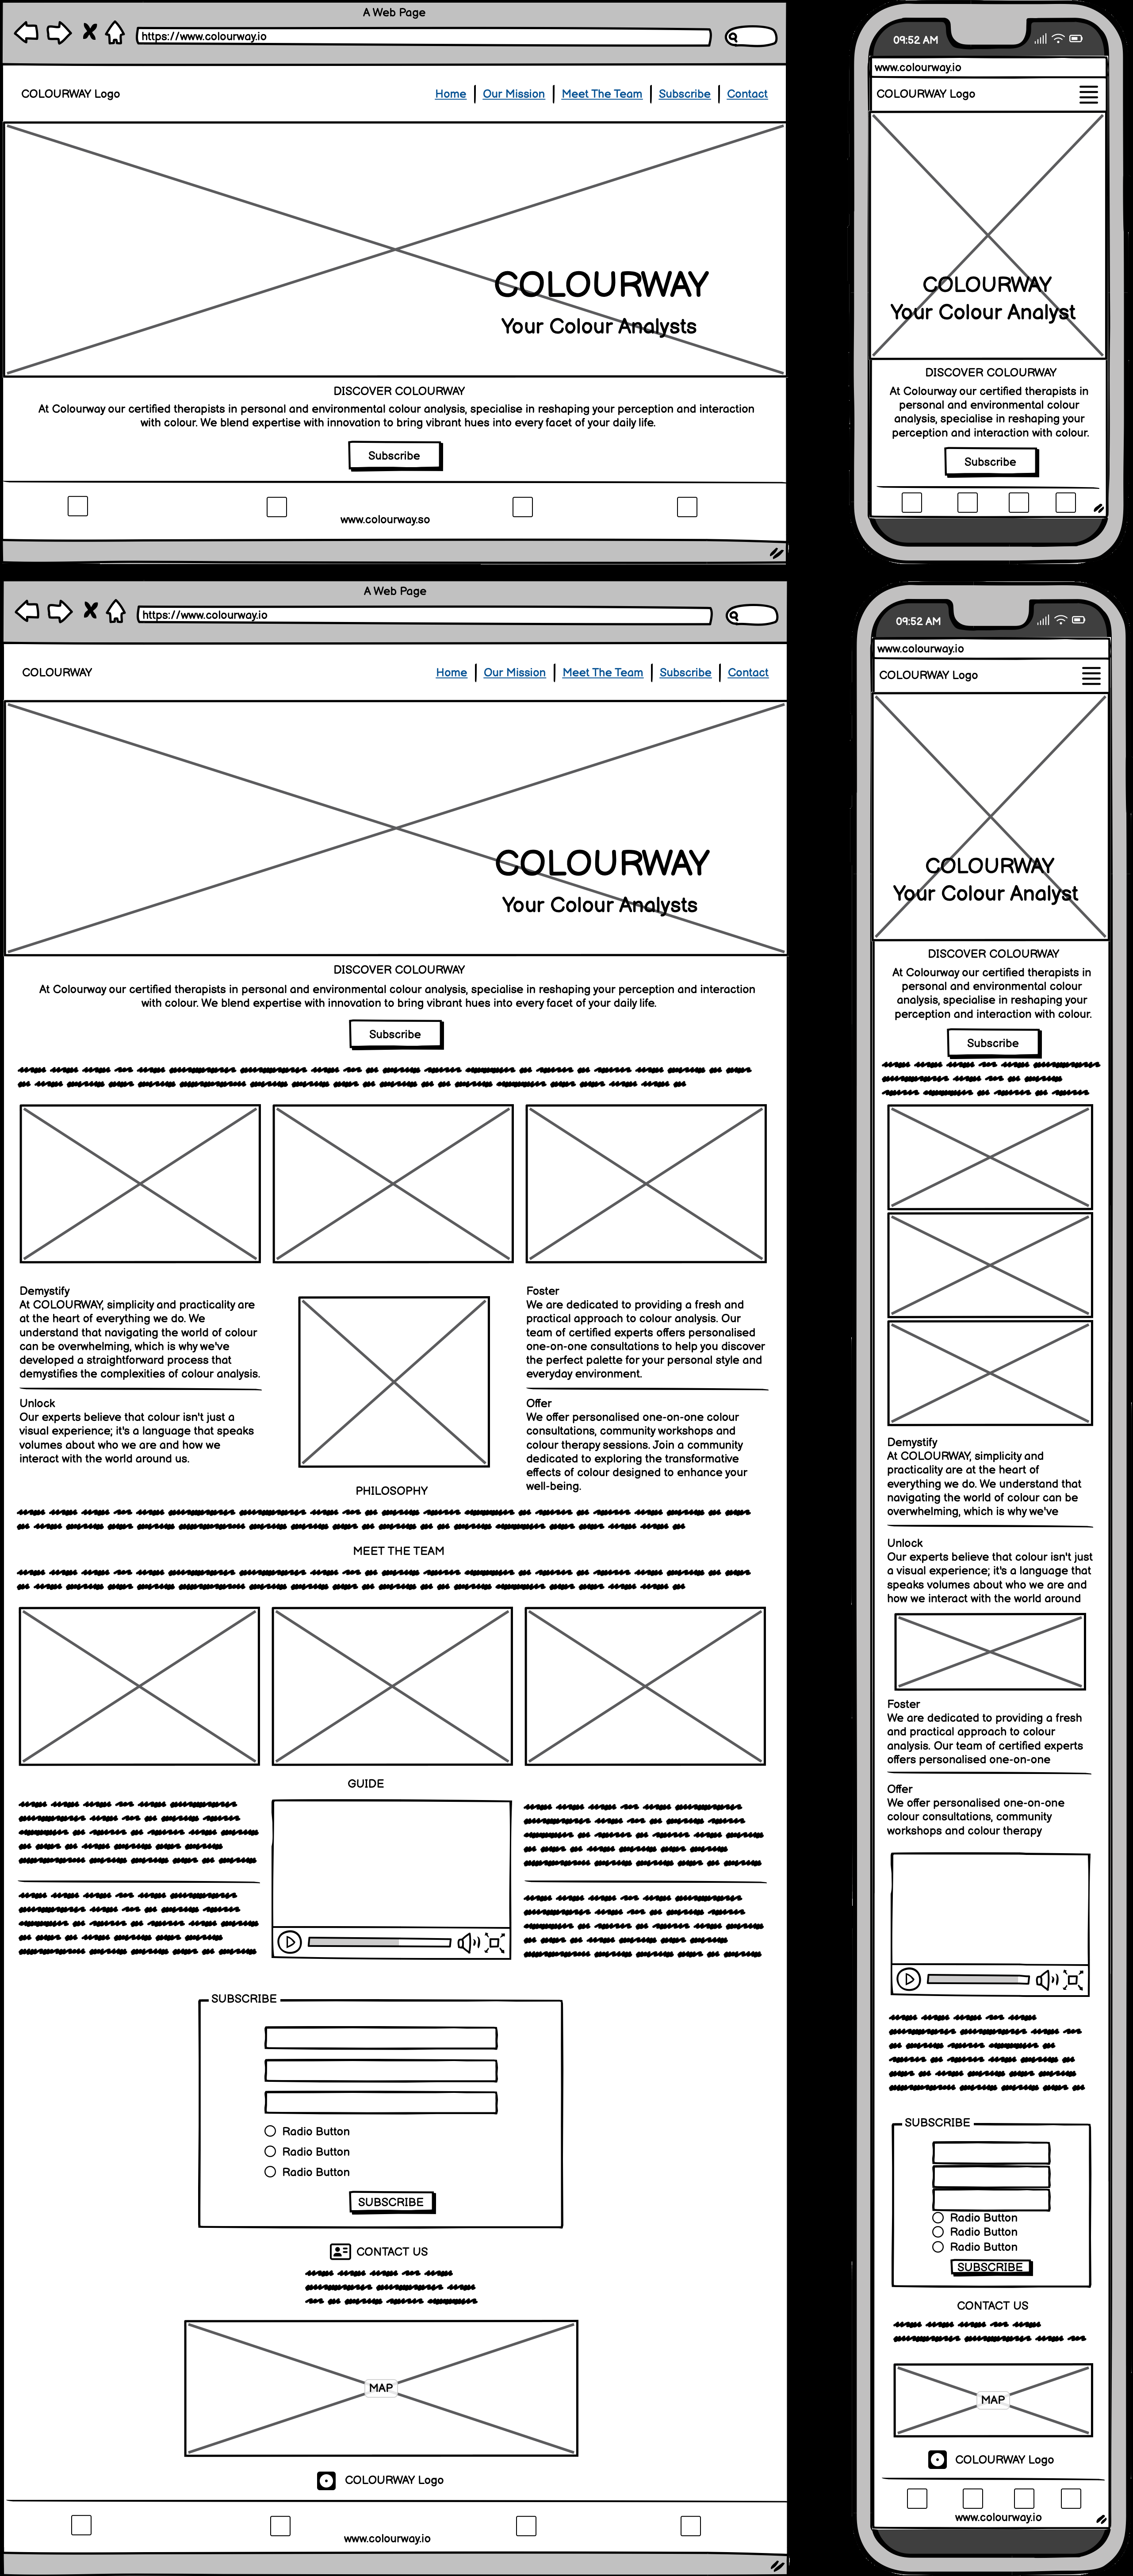 A Web Page
https://www.colourway.io
COLOURWAY Logo
Home | Our Mission | Meet The Team | Subscribe | Contact
COLOURWAY
Your Colour Analysts
DISCOVER COLOURWAY
At Colourway our certified therapists in personal and environmental colour analysis, specialise in reshaping your perception and interaction
with colour. We blend expertise with innovation to bring vibrant hues into every facet of your daily life.
Subscribe
www.colourway.so
09:52 AM
www.colourway.io
COLOURWAY Logo
COLOURWAY
Your Colour Analyst
DISCOVER COLOURWAY
At Colourway our certified therapists in
personal and environmental colour
analysis, specialise in reshaping your
perception and interaction with colour.
Subscribe
A Web Page
https://www.colourway.io
COLOURWAY
Home | Our Mission | Meet The Team | Subscribe | Contact
COLOURWAY
Your Colour Analysts
DISCOVER COLOURWAY
At Colourway our certified therapists in personal and environmental colour analysis, specialise in reshaping your perception and interaction
with colour. We blend expertise with innovation to bring vibrant hues into every facet of your daily life.
Subscribe
Demystify
At COLOURWAY, simplicity and practicality are
at the heart of everything we do. We
understand that navigating the world of colour
can be overwhelming, which is why we've
developed a straightforward process that
demystifies the complexities of colour analysis.
Unlock
Our experts believe that colour isn't just a
visual experience; it's a language that speaks
volumes about who we are and how we
interact with the world around us.
Foster
We are dedicated to providing a fresh and
practical approach to colour analysis. Our
team of certified experts offers personalised
one-on-one consultations to help you discover
the perfect palette for your personal style and
everyday environment.
Offer
We offer personalised one-on-one colour
consultations, community workshops and
colour therapy sessions. Join a community
dedicated to exploring the transformative
effects of colour designed to enhance your
well-being.
PHILOSOPHY
MEET THE TEAM
GUIDE
SUBSCRIBE
Radio Button
Radio Button
Radio Button
SUBSCRIBE
CONTACT US
MAP
COLOURWAY Logo
www.colourway.io
09:52 AM
www.colourway.io
COLOURWAY Logo
COLOURWAY
Your Colour Analyst
DISCOVER COLOURWAY
At Colourway our certified therapists in
personal and environmental colour
analysis, specialise in reshaping your
perception and interaction with colour.
Subscribe
Demystify
At COLOURWAY, simplicity and
practicality are at the heart of
everything we do. We understand that
navigating the world of colour can be
overwhelming, which is why we've
Unlock
Our experts believe that colour isn't just
a visual experience; it's a language that
speaks volumes about who we are and
how we interact with the world around
Foster
We are dedicated to providing a fresh
and practical approach to colour
analysis. Our team of certified experts
offers personalised one-on-one
Offer
We offer personalised one-on-one
colour consultations, community
workshops and colour therapy
SUBSCRIBE
Radio Button
Radio Button
Radio Button
SUBSCRIBE
CONTACT US
MAP
COLOURWAY Logo
www.colourway.io